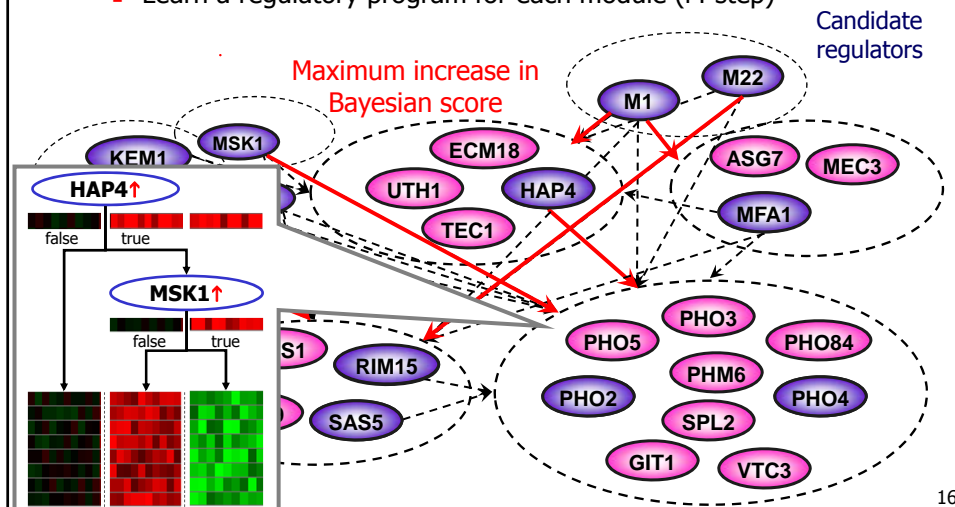 Learn a regulatory program for each module (M-step)
Candidate
regulators
Maximum increase in
Bayesian score
M22
M1
KEM1
MSK1
ECM18
UTH1
HAP4
TEC1
ASG7
MEC3
MFA1
HAP4↑
false true
MSK1↑
false true
S1
RIM15
SAS5
PHO3
PHO5
PHO84
PHM6
PHO2
PHO4
SPL2
GIT1
VTC3
16